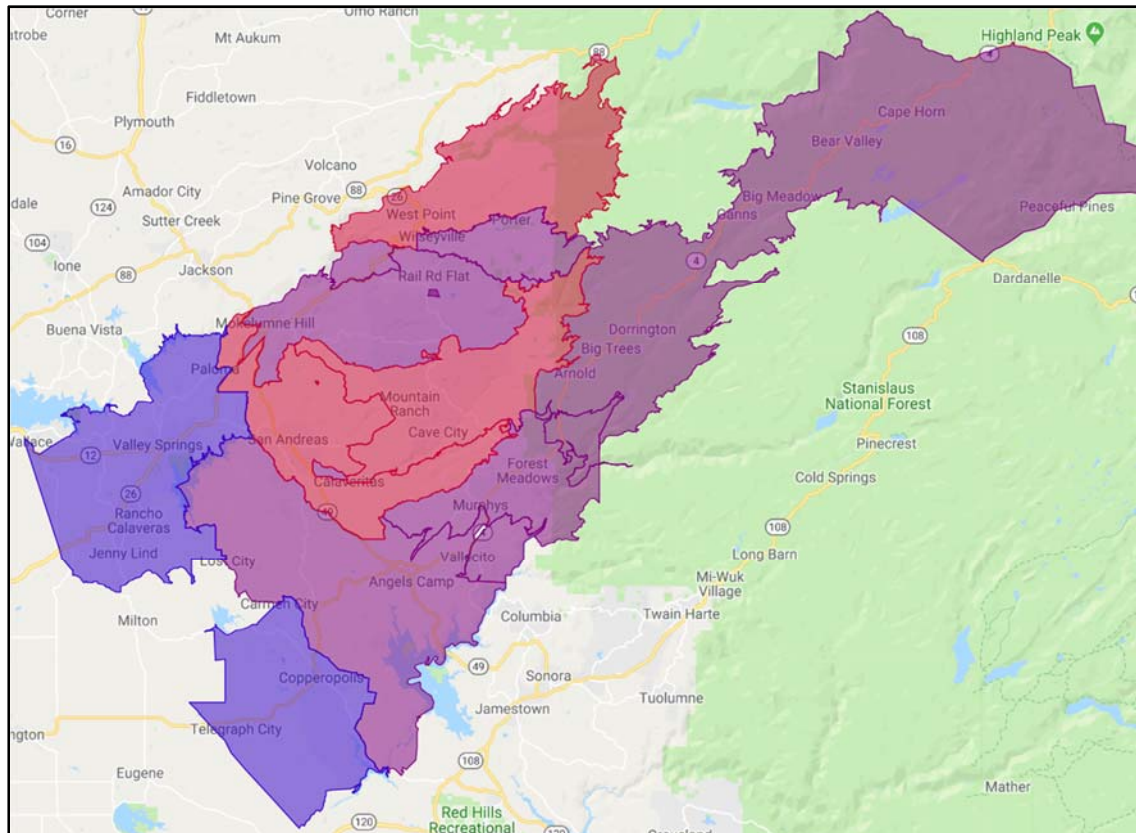 Corner
Omo Ranch
Mt Aukum
88
Highland Peak
4
Fiddletown
Plymouth
Cape Horn
16
Bear Valley
Volcano
Amador City
88
Pine Grove
26
124
Sutter Creek
West Point
Big Meadow
Peaceful Pines
Wilseyville
104
Ione
Jackson
4
88
Rail Rd Flat
Dardanelle
Buena Vista
Mokelumne Hill
Dorrington
108
Big Trees
Paloma
Arnold
Stanislaus
National Forest
Mountain
Ranch
Wallace
Valley Springs
San Andreas
Cave City
Pinecrest
12
Forest
Meadows
Cold Springs
26
Calaveritas
Rancho
Calaveras
49
Murphys
108
4
Jenny Lind
Lost City
Vallecito
Long Barn
Angels Camp
Mi-Wuk
Village
Carmen City
Milton
Columbia
Twain Harte
49
Copperopolis
Sonora
Tuolumne
Jamestown
Telegraph City
108
Eugene
Mather
Red Hills
Recreational
120
120